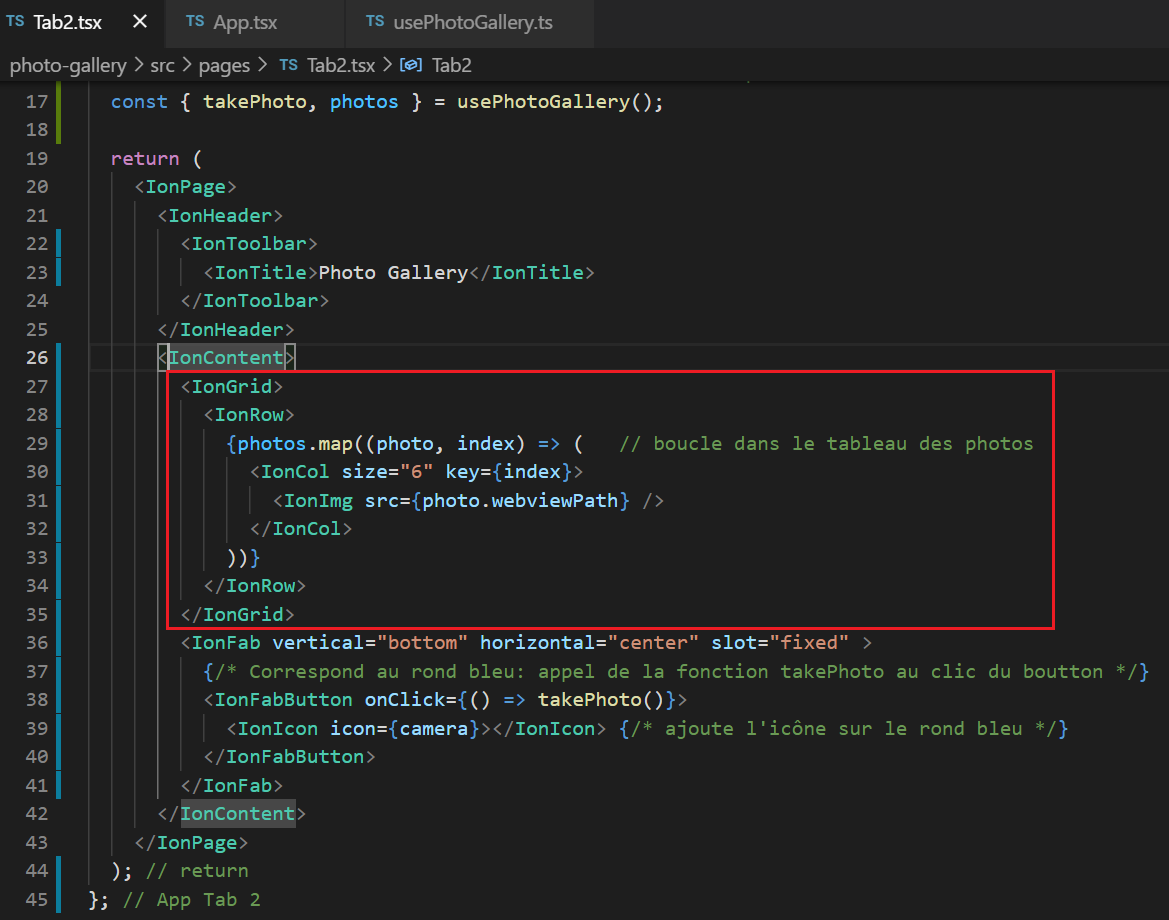 TS Tab2.tsx × TS App.tsx TS usePhotoGallery.ts
photo-gallery > src > pages > TS Tab2.tsx > Tab2
17 const { takePhoto, photos } = usePhotoGallery();
18
19 return (
20 <IonPage>
21 <IonHeader>
22 <IonToolbar>
23 <IonTitle>Photo Gallery</IonTitle>
24 </IonToolbar>
25 </IonHeader>
26 <IonContent>
27 <IonGrid>
28 <IonRow>
29 {photos.map((photo, index) => ( // boucle dans le tableau des photos
30 <IonCol size="6" key={index}>
31 <IonImg src={photo.webviewPath} />
32 </IonCol>
33 ))}
34 </IonRow>
35 </IonGrid>
36 <IonFab vertical="bottom" horizontal="center" slot="fixed" >
37 {/* Correspond au rond bleu: appel de la fonction takePhoto au clic du boutton */}
38 <IonFabButton onClick={() => takePhoto()}>
39 <IonIcon icon={camera}></IonIcon> {/* ajoute l'icône sur le rond bleu */}
40 </IonFabButton>
41 </IonFab>
42 </IonContent>
43 </IonPage>
44 ); // return
45 }; // App Tab 2